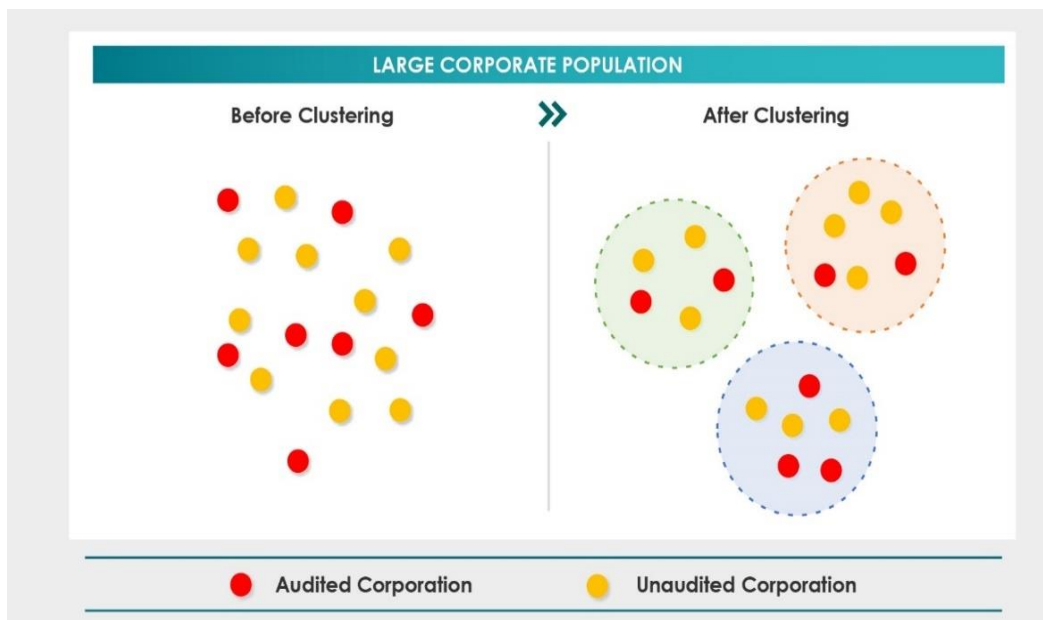 LARGE CORPORATE POPULATION
Before Clustering
After Clustering
Audited Corporation
Unaudited Corporation